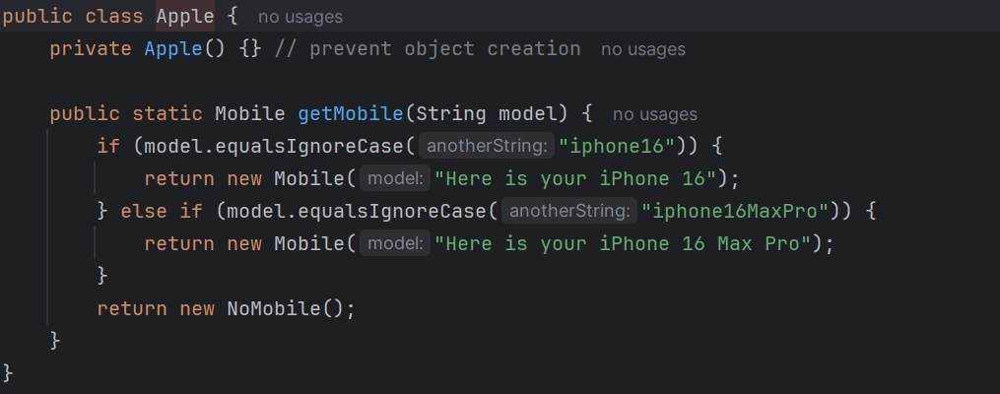 public class Apple { no usages
private Apple() {} // prevent object creation no usages
public static Mobile getMobile(String model) { no usages
if (model.equalsIgnoreCase( anotherString: "iphone16")) {
return new Mobile( model: "Here is your iPhone 16");
} else if (model.equalsIgnoreCase( anotherString: "iphone16MaxPro")) {
return new Mobile( model: "Here is your iPhone 16 Max Pro");
}
return new NoMobile();
}
}